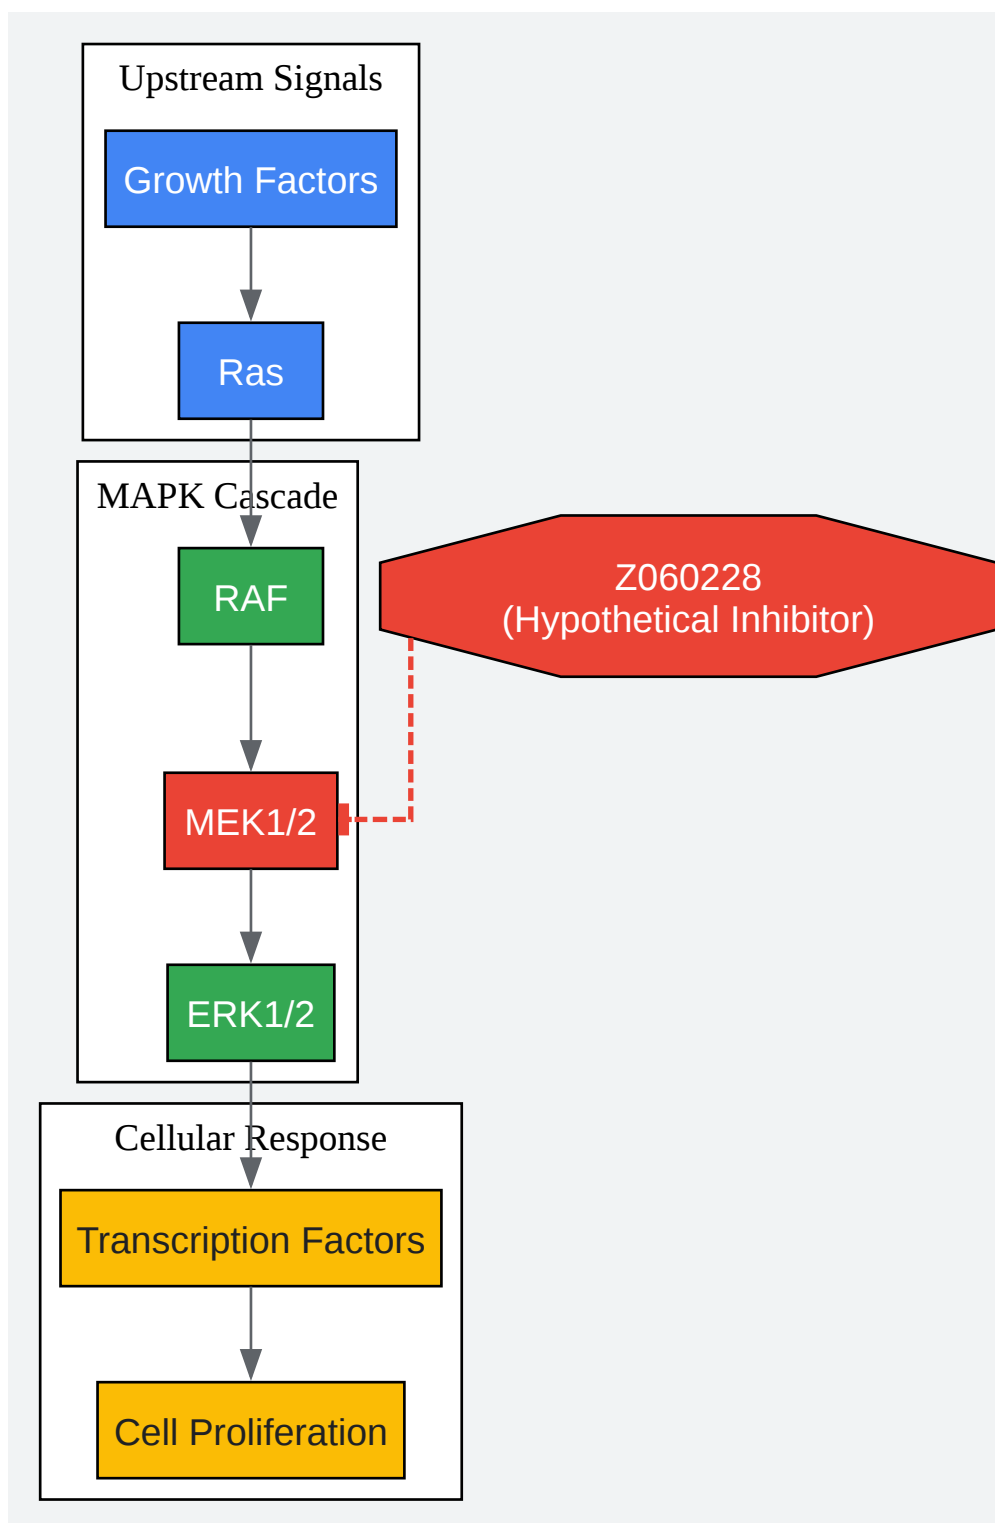 Upstream Signals
Growth Factors
Ras
MAPK Cascade
RAF
Z060228
(Hypothetical Inhibitor)
MEK1/2
ERK1/2
Cellular Response
Transcription Factors
Cell Proliferation